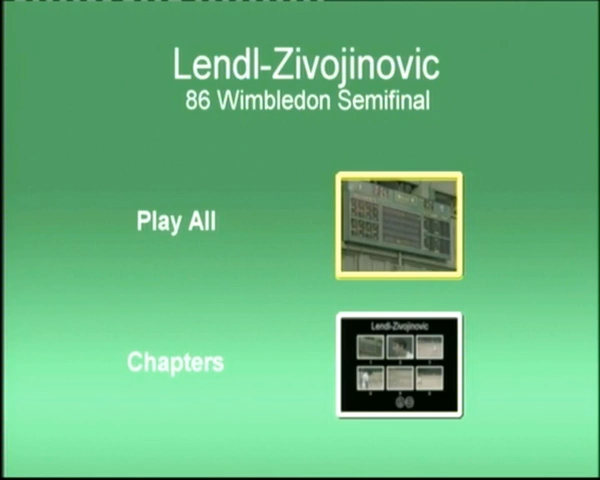 Lendl-Zivojinovic
86 Wimbledon Semifinal
Play All
Chapters
Lendl-Zivojinovic